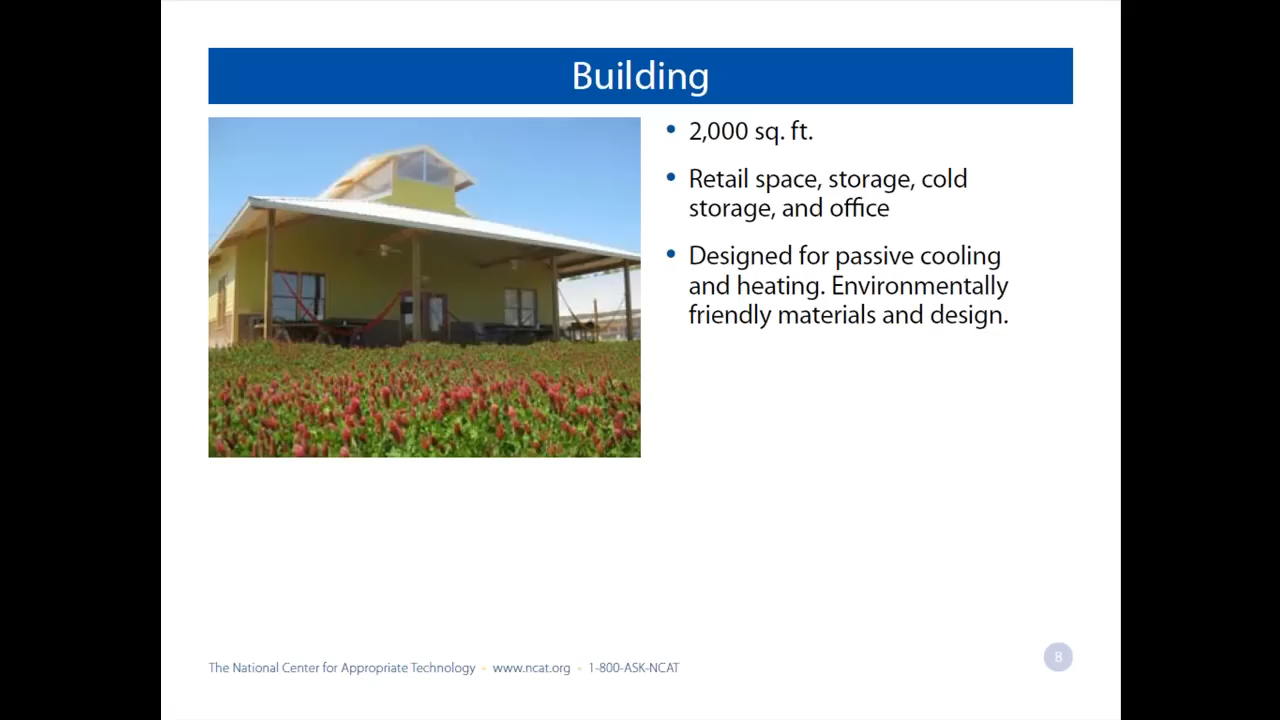 Building
• 2,000 sq. ft.
• Retail space, storage, cold
storage, and office
• Designed for passive cooling
and heating. Environmentally
friendly materials and design.
The National Center for Appropriate Technology • www.ncat.org • 1-800-ASK-NCAT
8